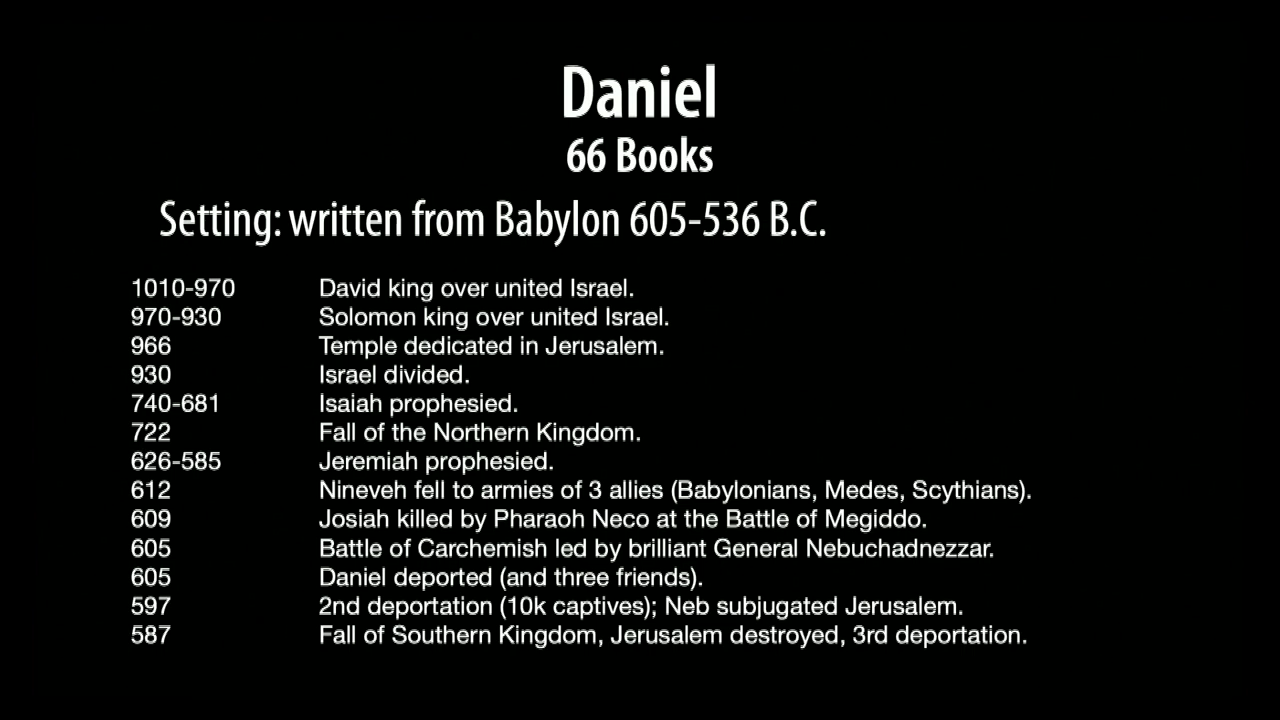 Daniel
66 Books
Setting: written from Babylon 605-536 B.C.
1010-970 David king over united Israel.
970-930 Solomon king over united Israel.
966 Temple dedicated in Jerusalem.
930 Israel divided.
740-681 Isaiah prophesied.
722 Fall of the Northern Kingdom.
626-585 Jeremiah prophesied.
612 Nineveh fell to armies of 3 allies (Babylonians, Medes, Scythians).
609 Josiah killed by Pharaoh Neco at the Battle of Megiddo.
605 Battle of Carchemish led by brilliant General Nebuchadnezzar.
605 Daniel deported (and three friends).
597 2nd deportation (10k captives); Neb subjugated Jerusalem.
587 Fall of Southern Kingdom, Jerusalem destroyed, 3rd deportation.